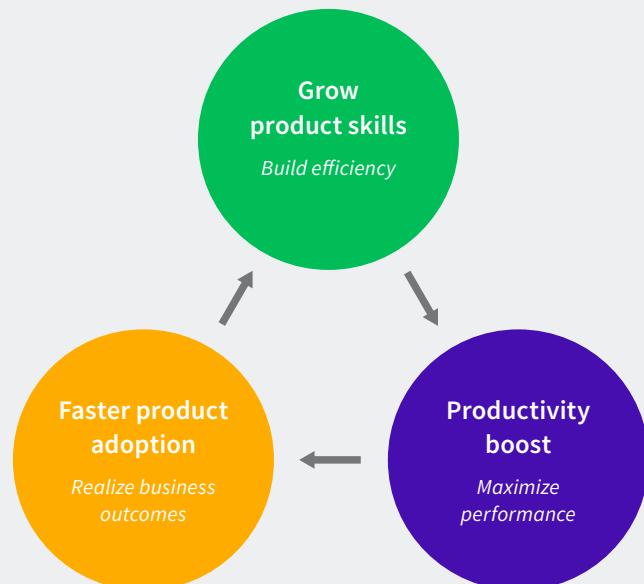 Grow
product skills
Build efficiency
Faster product
adoption
Realize business
outcomes
Productivity
boost
Maximize
performance